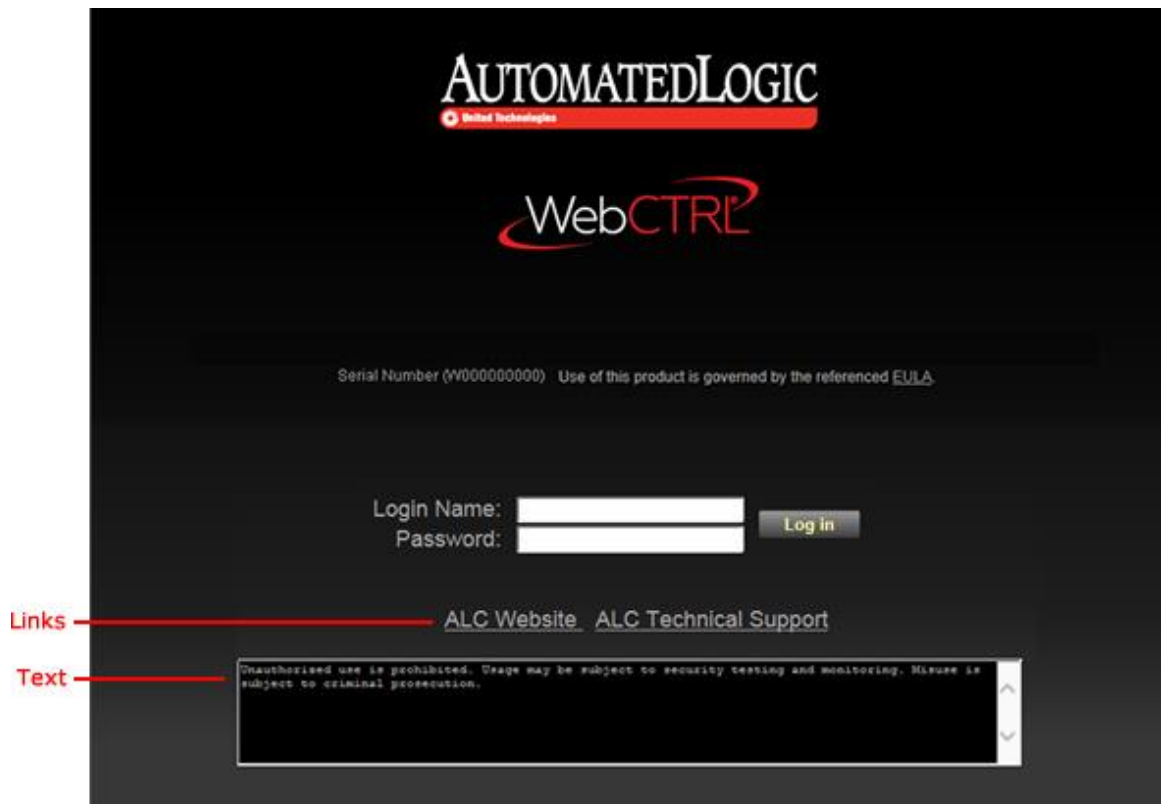 AUTOMATEDLOGIC
United Technologies
WebCTRL®
Serial Number (W000000000) Use of this product is governed by the referenced EULA.
Login Name:
Log in
Password:
Links
ALC Website ALC Technical Support
Text
Unauthorized use is prohibited. Usage may be subject to security testing and monitoring. Misuse is
subject to criminal prosecution.